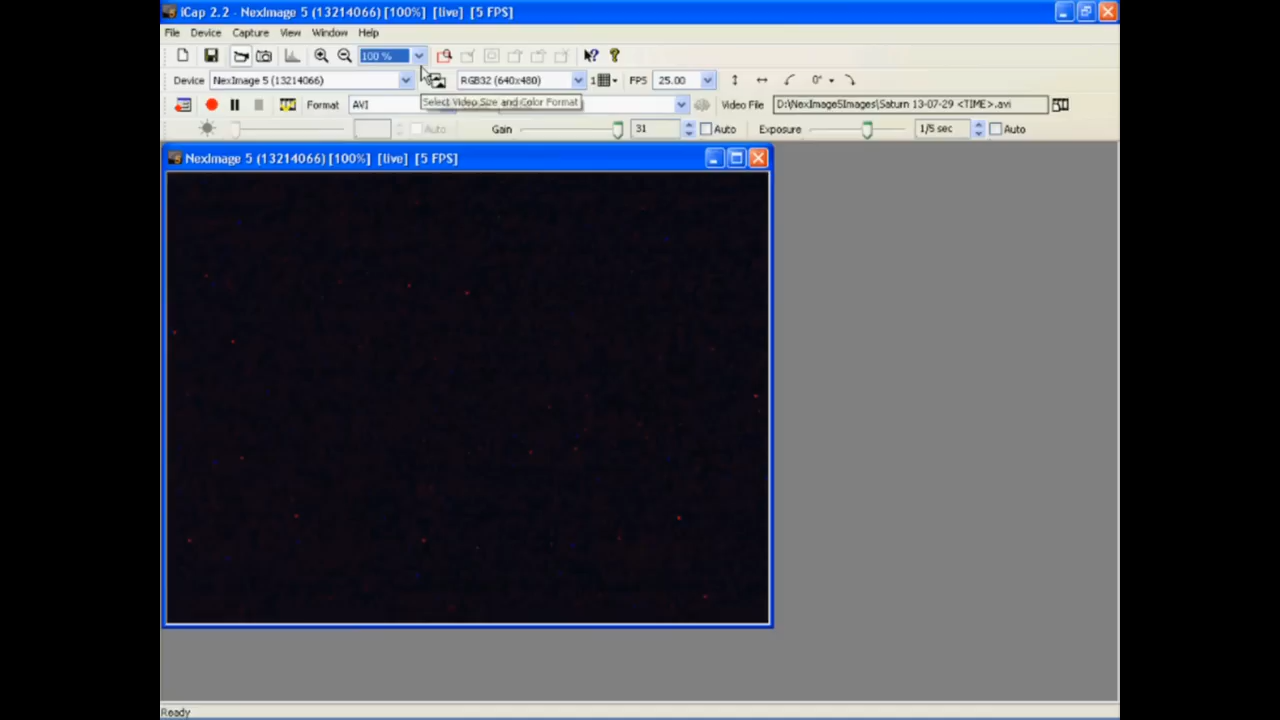 iCap 2.2 - NexImage 5 (13214066) [100%] [live] [5 FPS]
File Device Capture View Window Help
100 %
Device NexImage 5 (13214066) RGB32 (640x480) 1 FPS 25.00 0°
Format AVI Video File D:\NexImage5Images\Saturn 13-07-29 <TIME>.avi
Select Video Size and Color Format
Auto Gain 31 Auto Exposure 1/5 sec Auto
NexImage 5 (13214066) [100%] [live] [5 FPS]
Ready